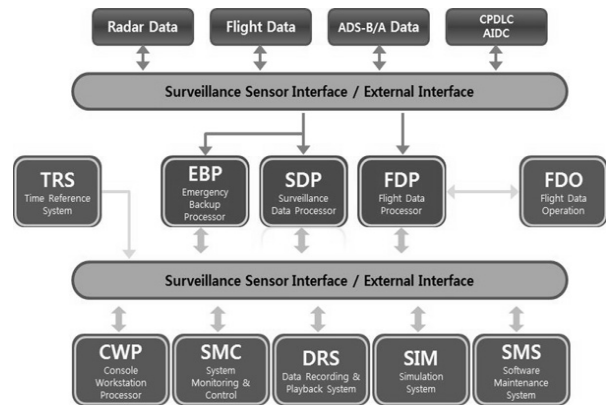 Radar Data
Flight Data
ADS-B/A Data
CPDLC
AIDC
Surveillance Sensor Interface / External Interface
TRS
Time Reference
System
EBP
Emergency
Backup
Processor
SDP
Surveillance
Data Processor
FDP
Flight Data
Processor
FDO
Flight Data
Operation
Surveillance Sensor Interface / External Interface
CWP
Console
Workstation
Processor
SMC
System
Monitoring &
Control
DRS
Data Recording &
Playback System
SIM
Simulation
System
SMS
Software
Maintenance
System